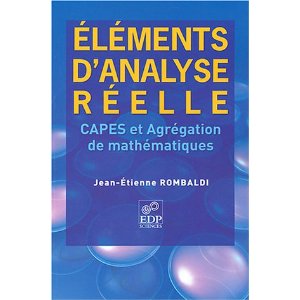 ÉLÉMENTS
D'ANALYSE
RÉELLE
CAPES et Agrégation
de mathématiques
Jean-Étienne ROMBALDI
EDP
SCIENCES